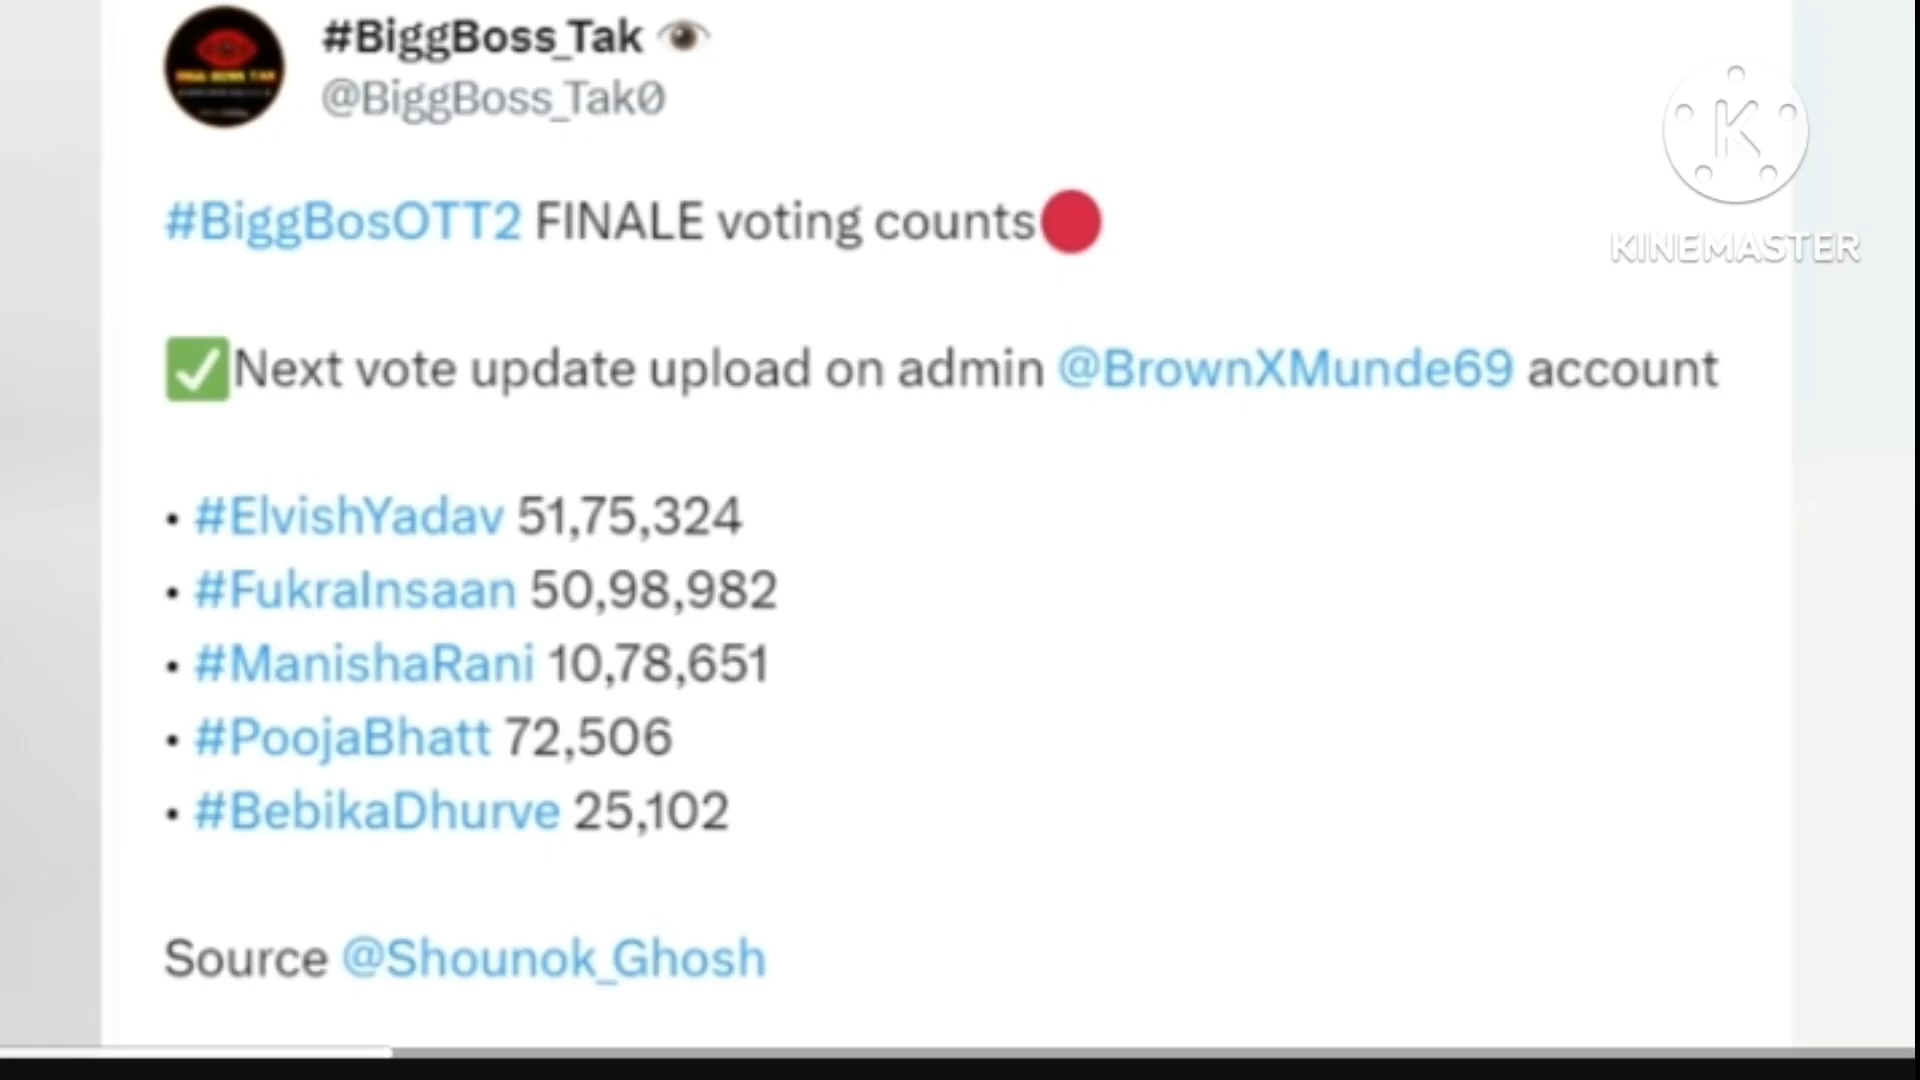 #BiggBoss_Tak 👁
@BiggBoss_Tak0
KINEMASTER
#BiggBosOTT2 FINALE voting counts🔴
✅Next vote update upload on admin @BrownXMunde69 account
• #ElvishYadav 51,75,324
• #FukraInsaan 50,98,982
• #ManishaRani 10,78,651
• #PoojaBhatt 72,506
• #BebikaDhurve 25,102
Source @Shounok_Ghosh